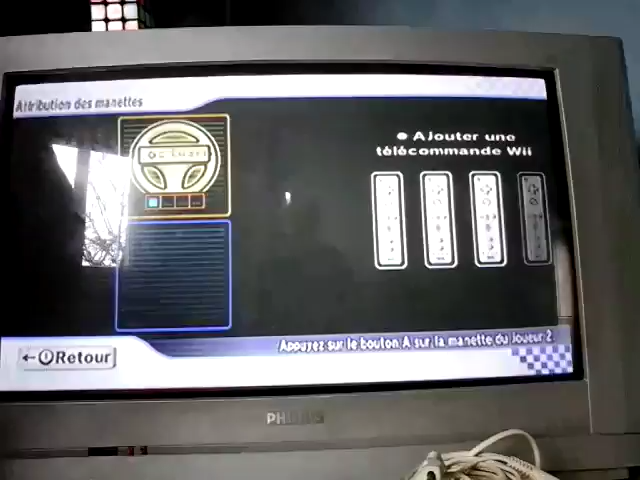 Attribution des manettes
Ajouter une
télécommande Wii
Retour
Appuyez sur le bouton A sur la manette du Joueur 2
PHILIPS